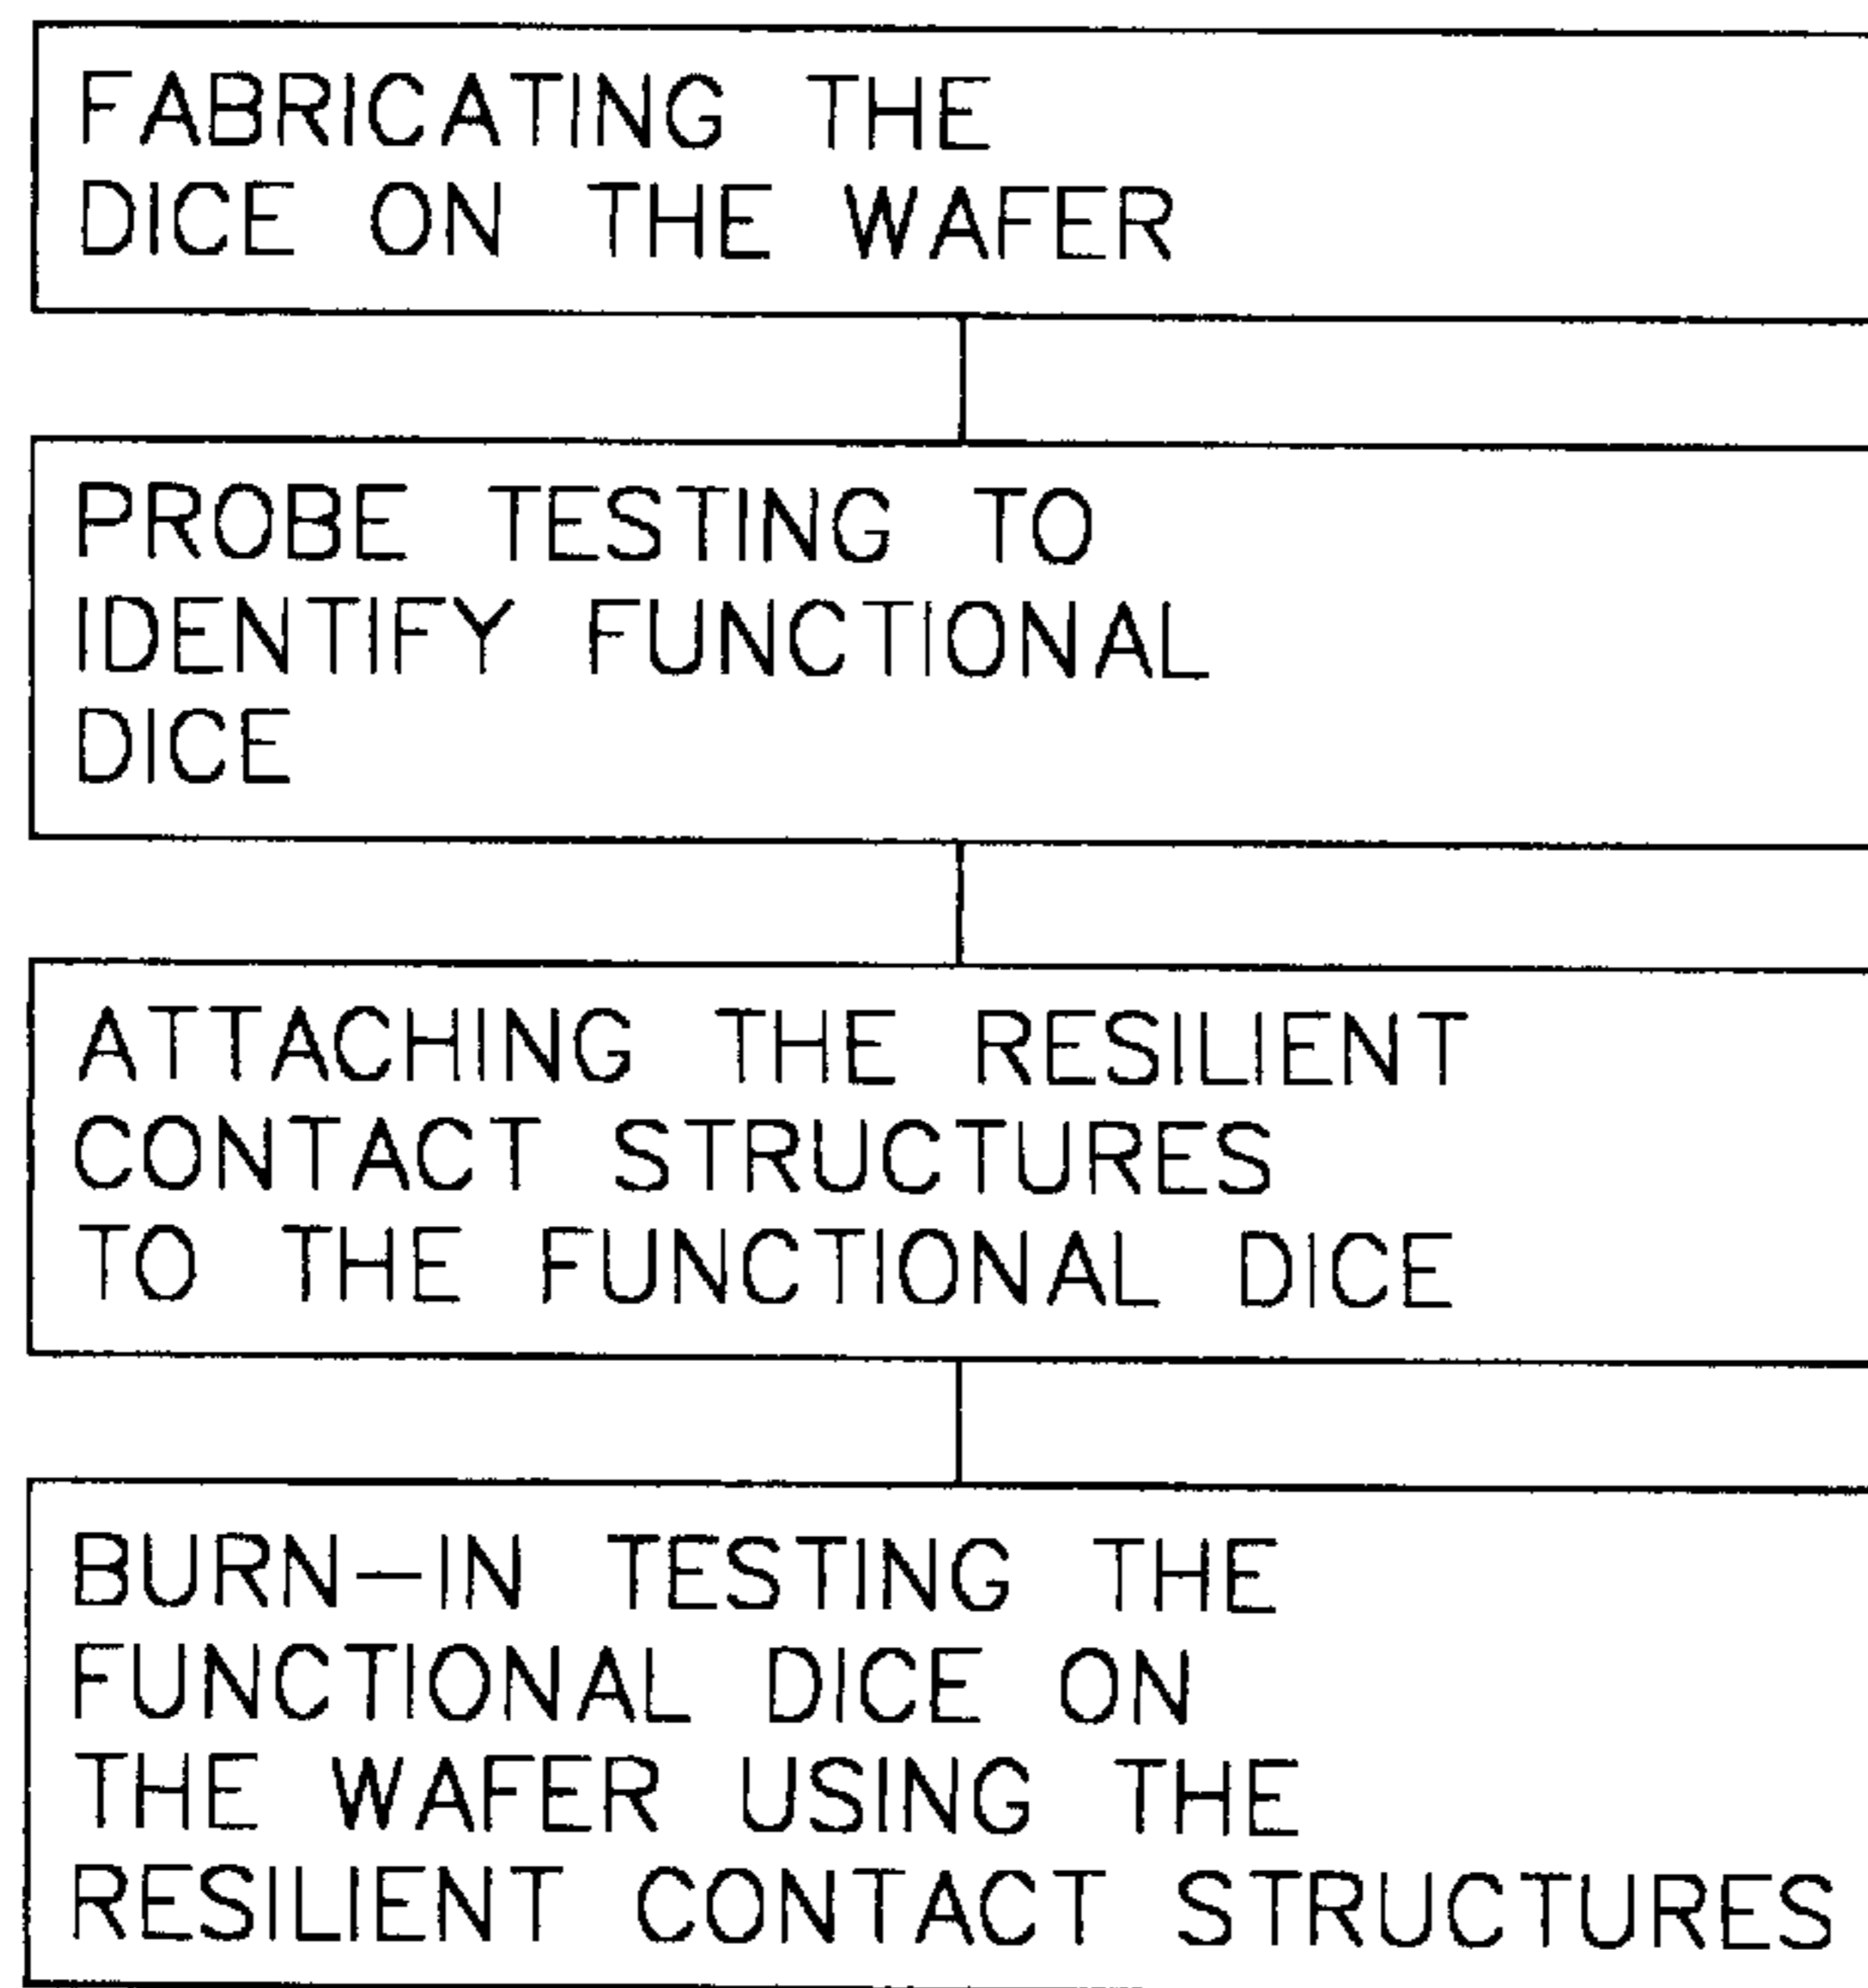 FABRICATING THE
DICE ON THE WAFER
PROBE TESTING TO
IDENTIFY FUNCTIONAL
DICE
ATTACHING THE RESILIENT
CONTACT STRUCTURES
TO THE FUNCTIONAL DICE
BURN-IN TESTING THE
FUNCTIONAL DICE ON
THE WAFER USING THE
RESILIENT CONTACT STRUCTURES